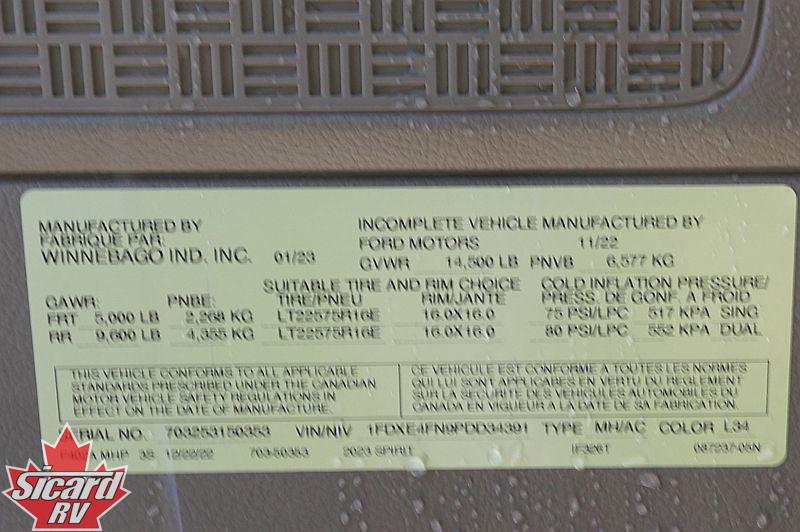 MANUFACTURED BY
FABRIQUE PAR:
WINNEBAGO IND. INC. 01/23
INCOMPLETE VEHICLE MANUFACTURED BY
FORD MOTORS 11/22
GVWR 14,500 LB PNVB 6,577 KG
GAWR: PNBE: SUITABLE TIRE AND RIM CHOICE COLD INFLATION PRESSURE/
TIRE/PNEU RIM/JANTE PRESS. DE GONF. A FROID
FRT 5,000 LB 2,268 KG LT22575R16E 16.0X16.0 75 PSI/LPC 517 KPA SING
RR 9,600 LB 4,355 KG LT22575R16E 16.0X16.0 80 PSI/LPC 552 KPA DUAL
THIS VEHICLE CONFORMS TO ALL APPLICABLE
STANDARDS PRESCRIBED UNDER THE CANADIAN
MOTOR VEHICLE SAFETY REGULATIONS IN
EFFECT ON THE DATE OF MANUFACTURE.
CE VEHICULE EST CONFORME A TOUTES LES NORMES
QUI LUI SONT APPLICABLES EN VERTU DU REGLEMENT
SUR LA SECURITE DES VEHICULES AUTOMOBILES DU
CANADA EN VIGUEUR A LA DATE DE SA FABRICATION.
SERIAL NO. 703253150353 VIN/NIV 1FDXE4FN9PDD34391 TYPE MH/AC COLOR L34
MHP 3S 12/22/22 703-50353 2023 SPIRIT IF326T 087237-05N
Sicard
RV